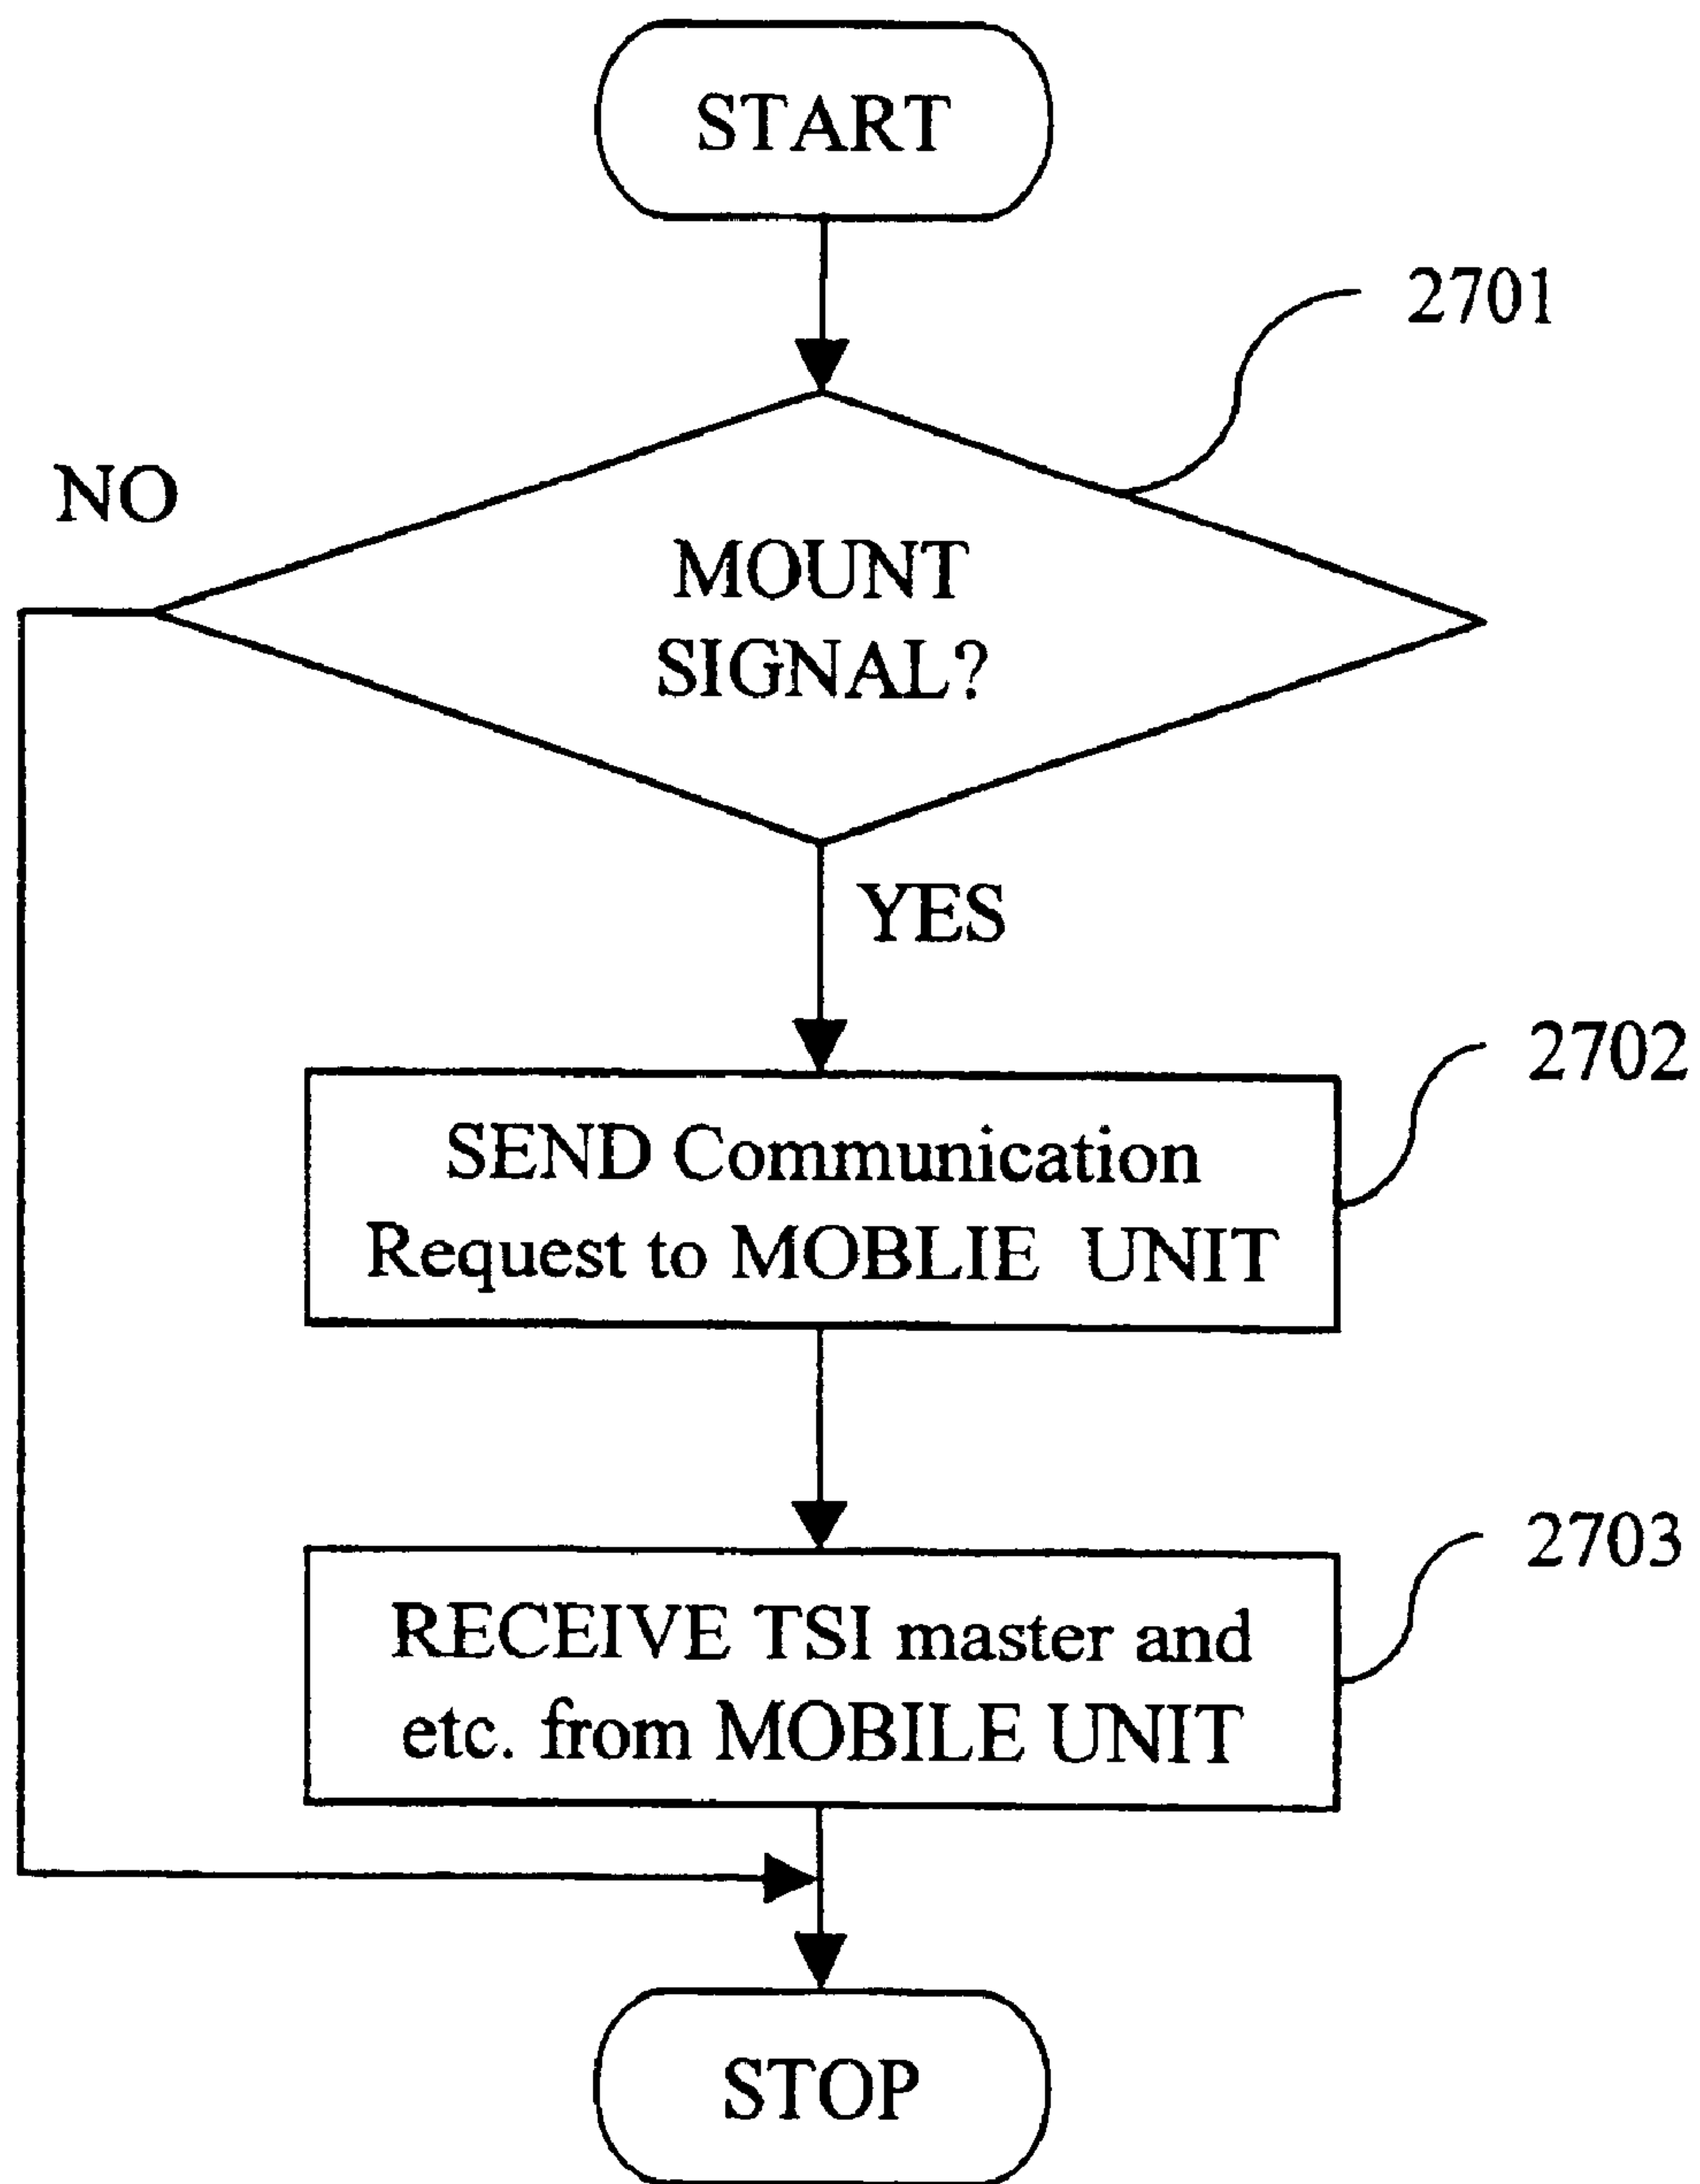 START
2701
NO
MOUNT
SIGNAL?
YES
2702
SEND Communication
Request to MOBLIE UNIT
2703
RECEIVE TSI master and
etc. from MOBILE UNIT
STOP